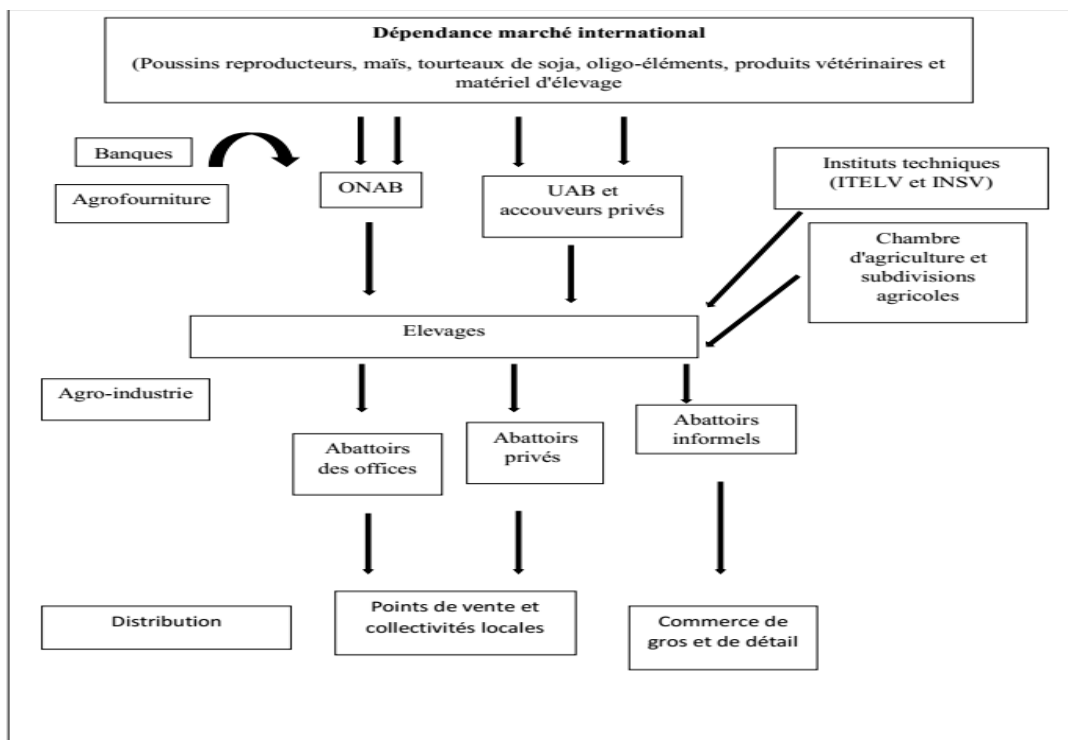 Dépendance marché international
(Poussins reproducteurs, maïs, tourteaux de soja, oligo-éléments, produits vétérinaires et
matériel d'élevage
Banques
Agrofourniture
ONAB
UAB et
accouveurs privés
Instituts techniques
(ITELV et INSV)
Chambre
d'agriculture et
subdivisions
agricoles
Elevages
Agro-industrie
Abattoirs
des offices
Abattoirs
privés
Abattoirs
informels
Distribution
Points de vente et
collectivités locales
Commerce de
gros et de détail